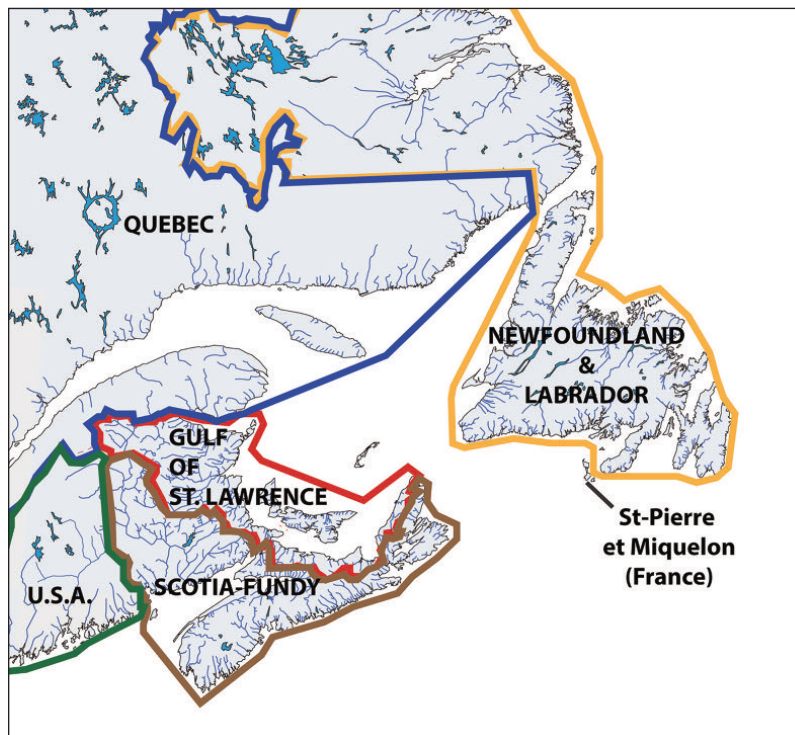 QUEBEC
NEWFOUNDLAND
&
LABRADOR
GULF
OF
ST. LAWRENCE
St-Pierre
et Miquelon
(France)
SCOTIA-FUNDY
U.S.A.